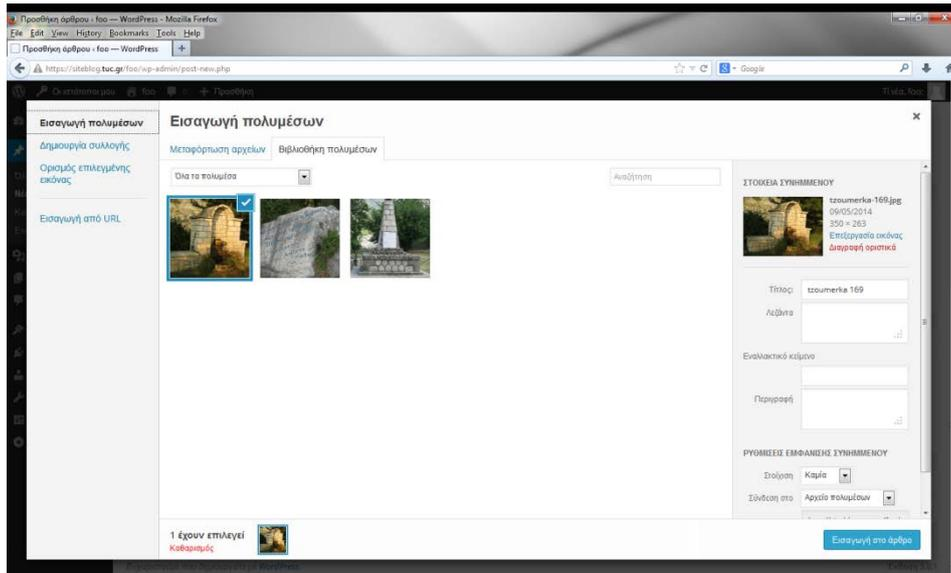 Προσθήκη άρθρου ‹ foo — WordPress - Mozilla Firefox
File Edit View History Bookmarks Tools Help
Προσθήκη άρθρου ‹ foo — WordPress
https://siteblog.tuc.gr/foo/wp-admin/post-new.php
Google
Οι ιστότοποι μου foo 0 + Προσθήκη
Γεια, foo
Εισαγωγή πολυμέσων
Δημιουργία συλλογής
Ορισμός επιλεγμένης
εικόνας
Εισαγωγή από URL
Εισαγωγή πολυμέσων
Μεταφόρτωση αρχείων Βιβλιοθήκη πολυμέσων
Όλα τα πολυμέσα
Αναζήτηση
ΣΤΟΙΧΕΙΑ ΣΥΝΗΜΜΕΝΟΥ
tzoumerka-169.jpg
09/05/2014
350 × 263
Επεξεργασία εικόνας
Διαγραφή οριστικά
Τίτλος: tzoumerka 169
Λεζάντα
Εναλλακτικό κείμενο
Περιγραφή
ΡΥΘΜΙΣΕΙΣ ΕΜΦΑΝΙΣΗΣ ΣΥΝΗΜΜΕΝΟΥ
Στοίχιση Καμία
Σύνδεση στο Αρχείο πολυμέσων
1 έχουν επιλεγεί
Καθαρισμός
Εισαγωγή στο άρθρο